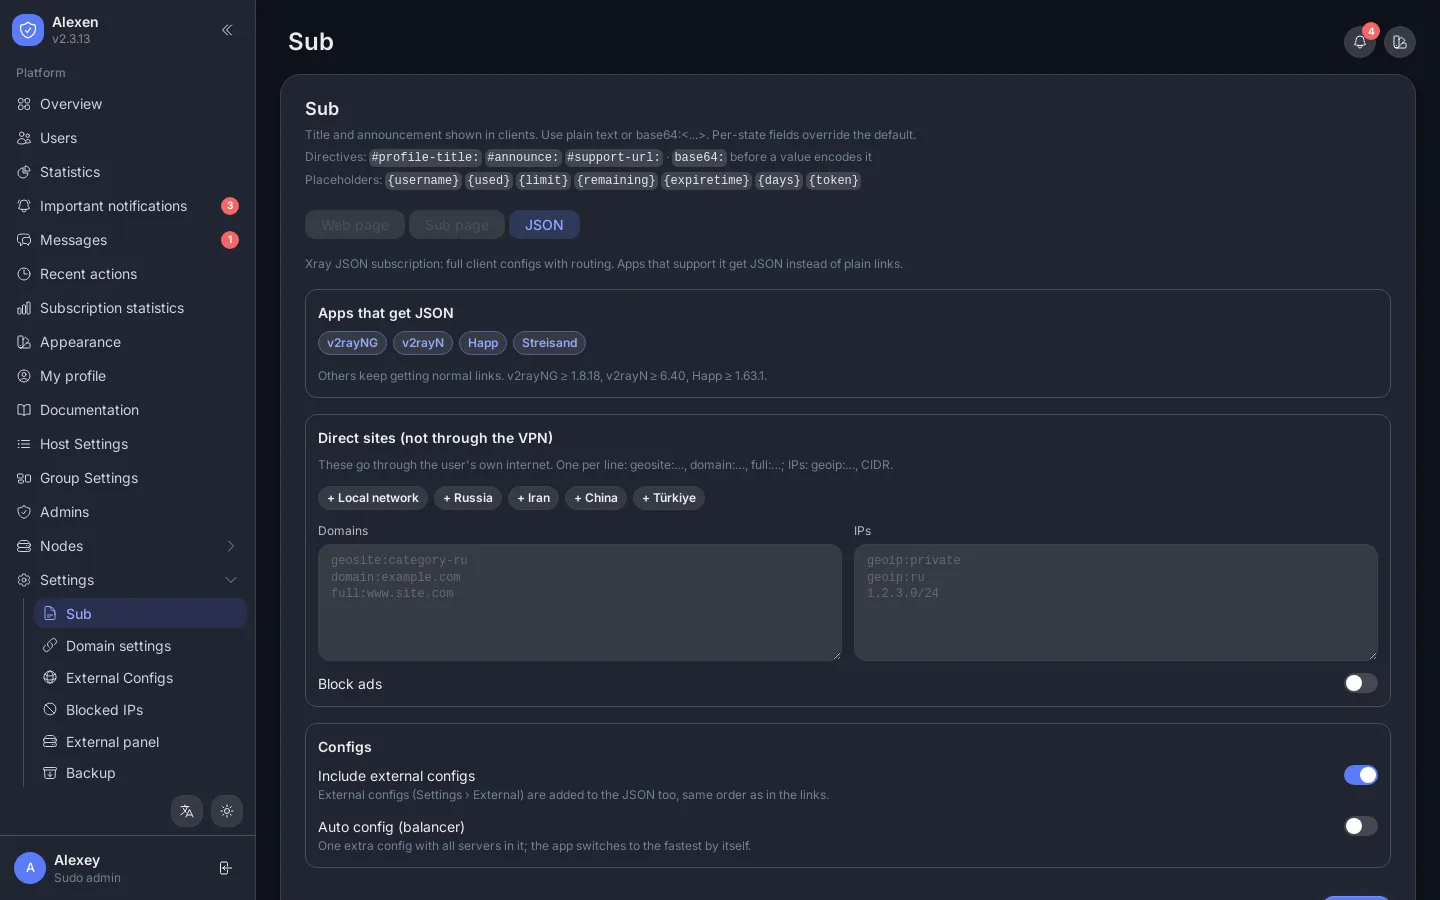 Alexen
v2.3.13
Platform
Overview
Users
Statistics
Important notifications 3
Messages 1
Recent actions
Subscription statistics
Appearance
My profile
Documentation
Host Settings
Group Settings
Admins
Nodes
Settings
Sub
Domain settings
External Configs
Blocked IPs
External panel
Backup
A
Alexey
Sudo admin
Sub
4
Sub
Title and announcement shown in clients. Use plain text or base64:<...>. Per-state fields override the default.
Directives: #profile-title: #announce: #support-url: · base64: before a value encodes it
Placeholders: {username} {used} {limit} {remaining} {expiretime} {days} {token}
Web page Sub page JSON
Xray JSON subscription: full client configs with routing. Apps that support it get JSON instead of plain links.
Apps that get JSON
v2rayNG v2rayN Happ Streisand
Others keep getting normal links. v2rayNG ≥ 1.8.18, v2rayN ≥ 6.40, Happ ≥ 1.63.1.
Direct sites (not through the VPN)
These go through the user's own internet. One per line: geosite:..., domain:..., full:...; IPs: geoip:..., CIDR.
+ Local network + Russia + Iran + China + Türkiye
Domains
geosite:category-ru
domain:example.com
full:www.site.com
IPs
geoip:private
geoip:ru
1.2.3.0/24
Block ads
Configs
Include external configs
External configs (Settings › External) are added to the JSON too, same order as in the links.
Auto config (balancer)
One extra config with all servers in it; the app switches to the fastest by itself.